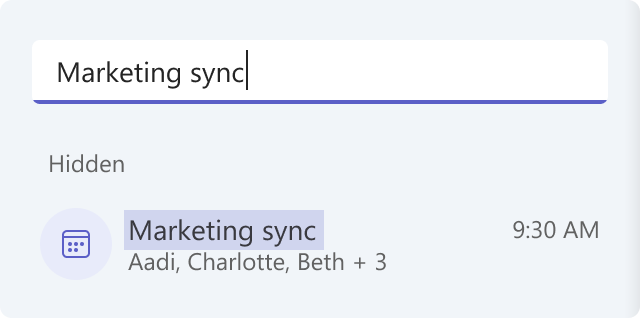 Marketing sync
Hidden
Marketing sync 9:30 AM
Aadi, Charlotte, Beth + 3